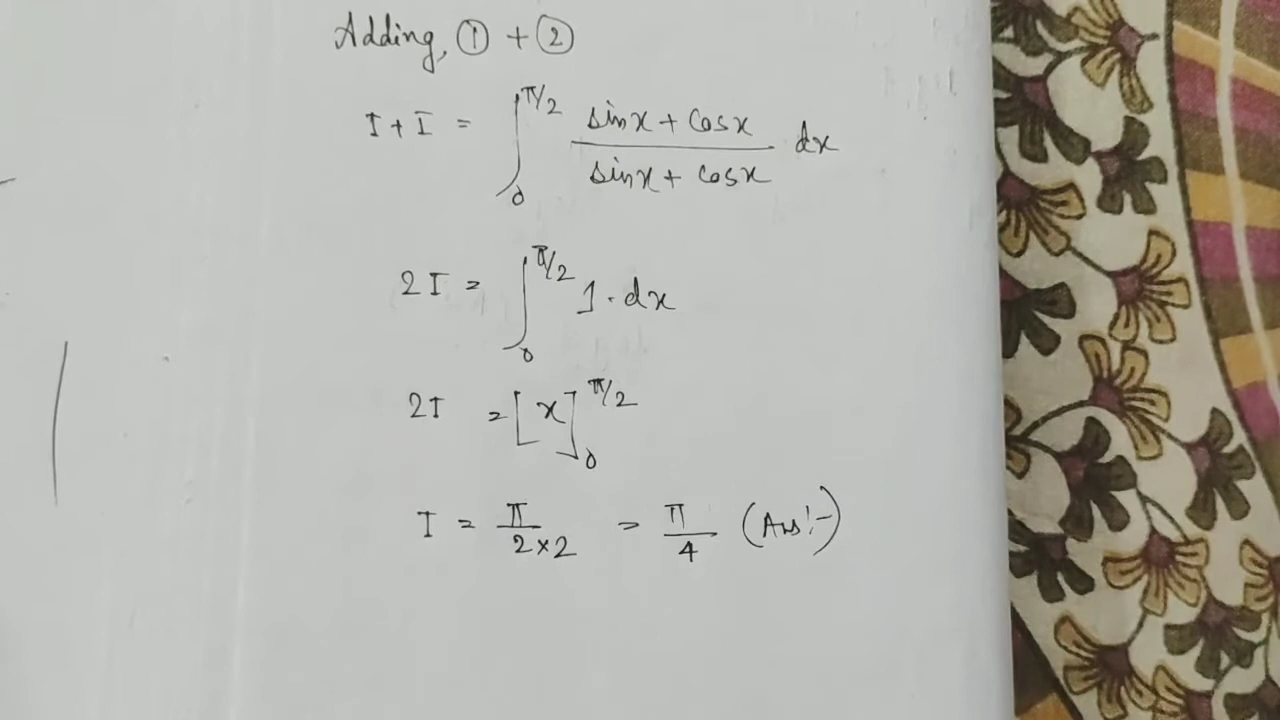 Adding, ① + ②
I + I = ∫₀^π/2 (sinx + cosx)/(sinx + cosx) dx
2I = ∫₀^π/2 1 · dx
2I = [x]₀^π/2
I = π/(2×2) = π/4 (Ans:-)